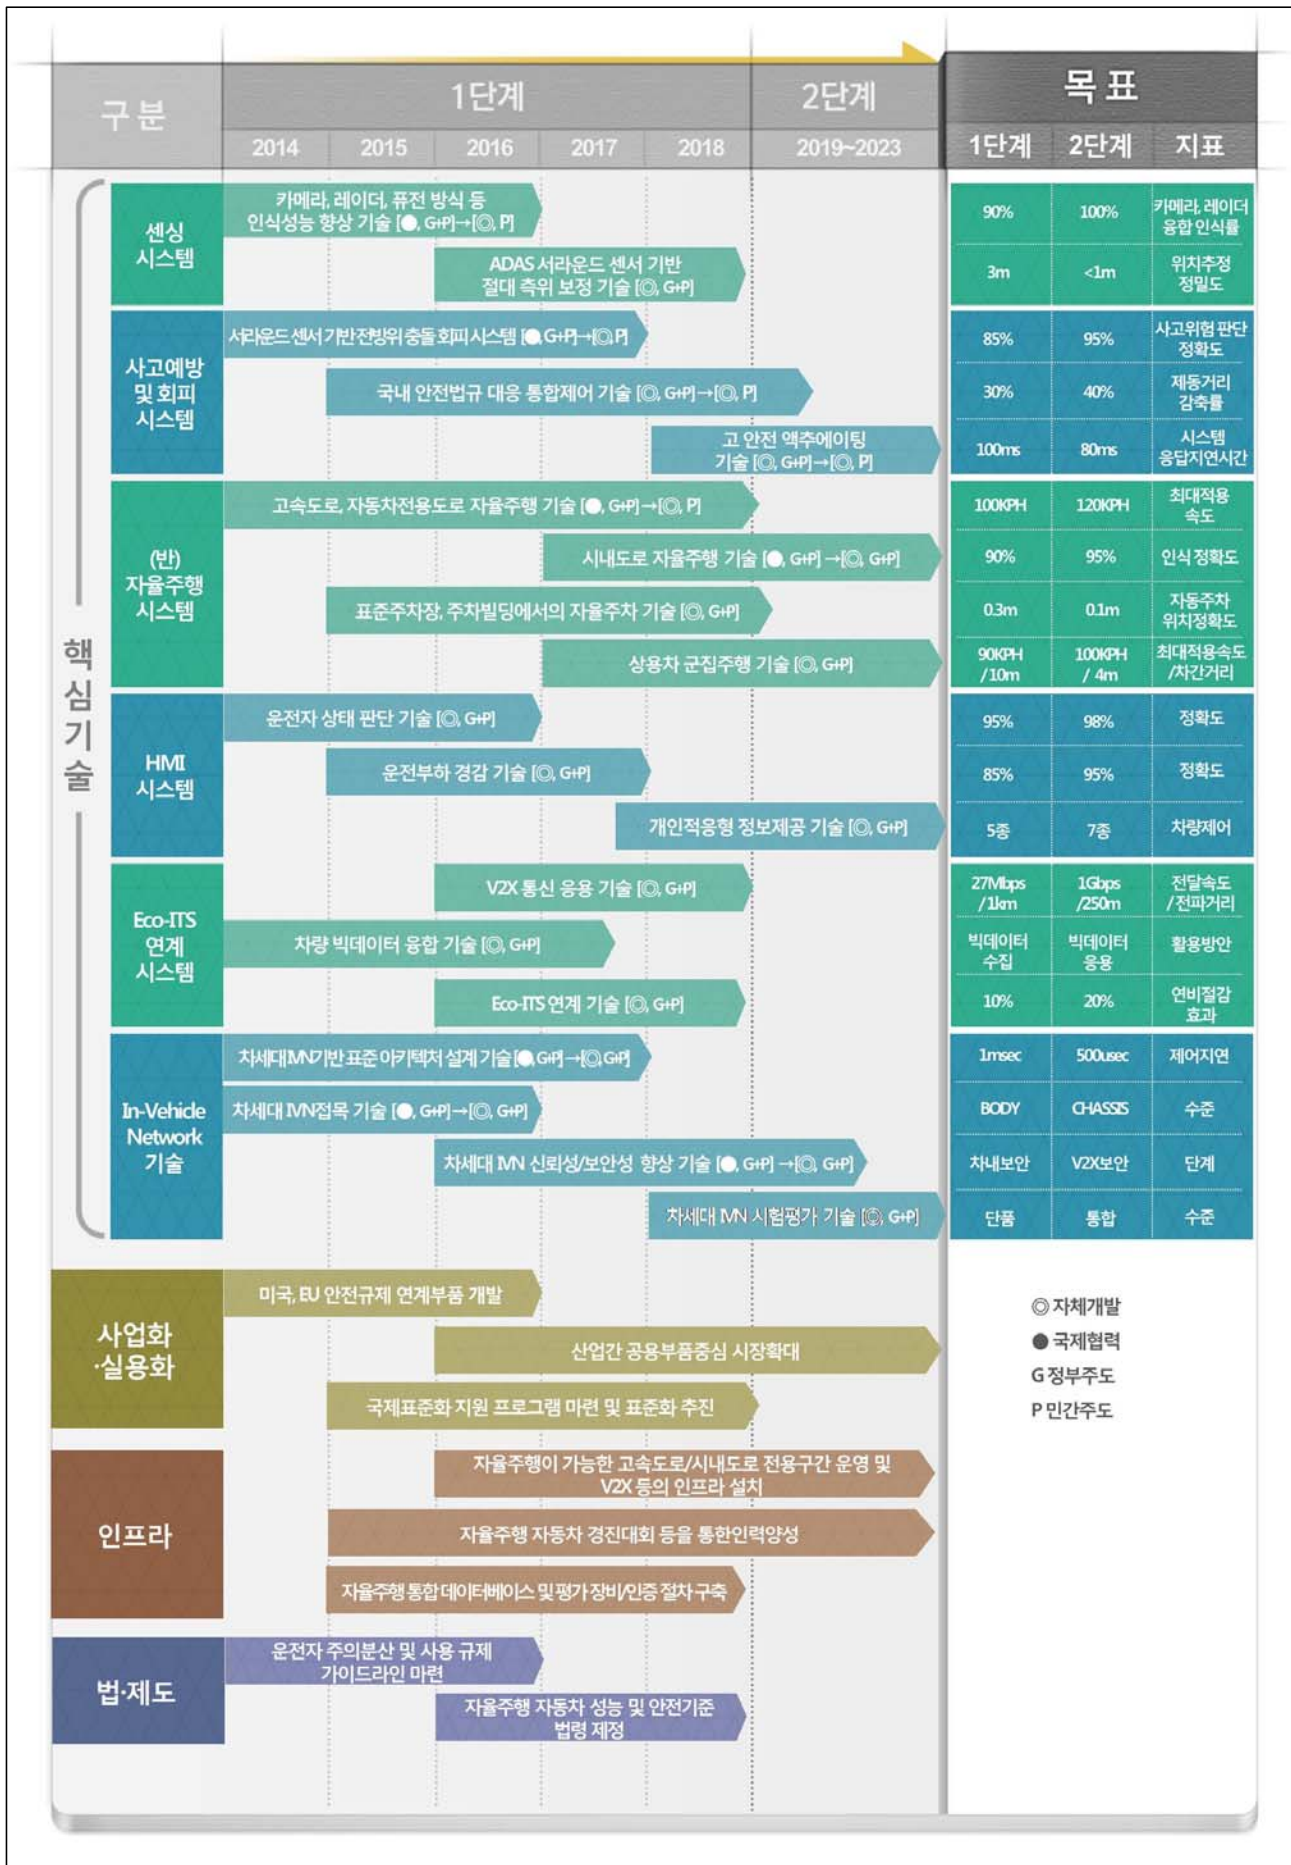 구분
1단계
2단계
목표
2014
2015
2016
2017
2018
2019~2023
1단계
2단계
지표
핵심기술
센싱
시스템
카메라, 레이더, 퓨전 방식 등
인식성능 향상 기술 [●, G+P]→[◎, P]
90%
100%
카메라, 레이더
융합 인식률
ADAS 서라운드 센서 기반
절대 측위 보정 기술 [◎, G+P]
3m
<1m
위치추정
정밀도
사고예방
및 회피
시스템
서라운드 센서 기반 전방위 충돌 회피 시스템 [●, G+P]→[◎, P]
85%
95%
사고위험 판단
정확도
국내 안전법규 대응 통합제어 기술 [◎, G+P]→[◎, P]
30%
40%
제동거리
감축률
고 안전 액추에이팅
기술 [◎, G+P]→[◎, P]
100ms
80ms
시스템
응답지연시간
(반)
자율주행
시스템
고속도로, 자동차전용도로 자율주행 기술 [●, G+P]→[◎, P]
100KPH
120KPH
최대적용
속도
시내도로 자율주행 기술 [●, G+P]→[◎, G+P]
90%
95%
인식 정확도
표준주차장, 주차빌딩에서의 자율주차 기술 [◎, G+P]
0.3m
0.1m
자동주차
위치정확도
상용차 군집주행 기술 [◎, G+P]
90KPH
/10m
100KPH
/ 4m
최대적용속도
/차간거리
HMI
시스템
운전자 상태 판단 기술 [◎, G+P]
95%
98%
정확도
운전부하 경감 기술 [◎, G+P]
85%
95%
정확도
개인적응형 정보제공 기술 [◎, G+P]
5종
7종
차량제어
Eco-ITS
연계
시스템
V2X 통신 응용 기술 [◎, G+P]
27Mbps
/1km
1Gbps
/250m
전달속도
/전파거리
차량 빅데이터 융합 기술 [◎, G+P]
빅데이터
수집
빅데이터
응용
활용방안
Eco-ITS 연계 기술 [◎, G+P]
10%
20%
연비절감
효과
In-Vehicle
Network
기술
차세대 IVN기반 표준 아키텍처 설계 기술 [●, G+P]→[◎, G+P]
1msec
500usec
제어지연
차세대 IVN접목 기술 [●, G+P]→[◎, G+P]
BODY
CHASSIS
수준
차세대 IVN 신뢰성/보안성 향상 기술 [●, G+P]→[◎, G+P]
차내보안
V2X보안
단계
차세대 IVN 시험평가 기술 [◎, G+P]
단품
통합
수준
사업화
·실용화
미국, EU 안전규제 연계부품 개발
산업간 공용부품중심 시장확대
국제표준화 지원 프로그램 마련 및 표준화 추진
◎ 자체개발
● 국제협력
G 정부주도
P 민간주도
인프라
자율주행이 가능한 고속도로/시내도로 전용구간 운영 및
V2X 등의 인프라 설치
자율주행 자동차 경진대회 등을 통한인력양성
자율주행 통합 데이터베이스 및 평가 장비/인증 절차 구축
법·제도
운전자 주의분산 및 사용 규제
가이드라인 마련
자율주행 자동차 성능 및 안전기준
법령 제정